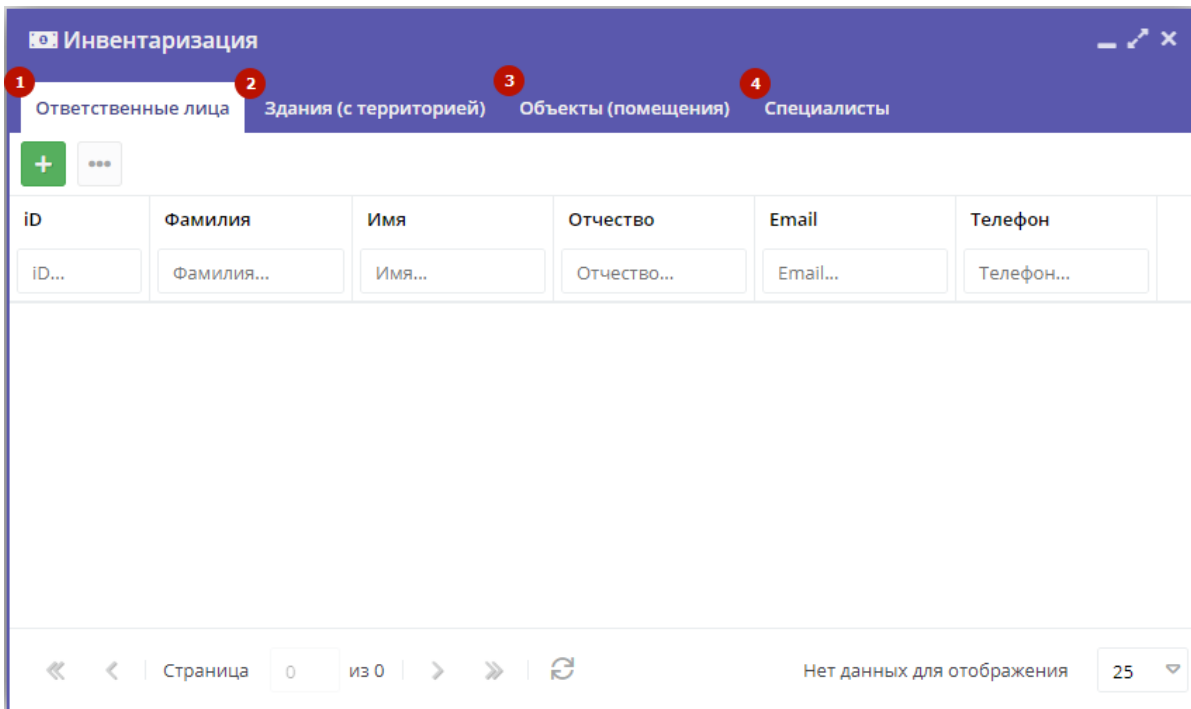 Инвентаризация
1 2 3 4
Ответственные лица Здания (с территорией) Объекты (помещения) Специалисты
iD Фамилия Имя Отчество Email Телефон
iD... Фамилия... Имя... Отчество... Email... Телефон...
Страница 0 из 0 Нет данных для отображения 25